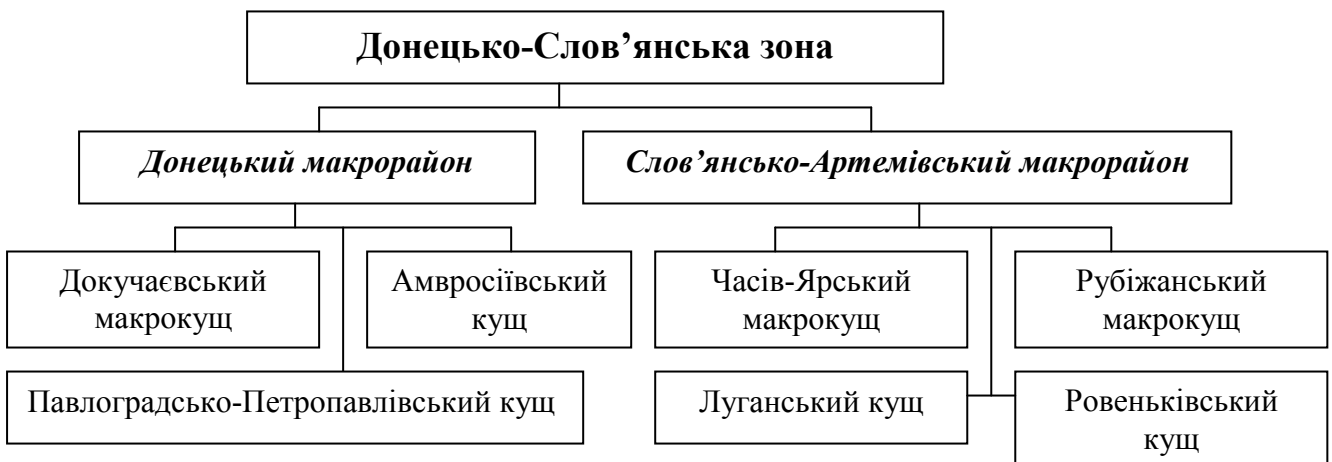 Донецько-Слов’янська зона
Донецький макрорайон
Слов’янсько-Артемівський макрорайон
Докучаєвський
макрокущ
Амвросіївський
кущ
Часів-Ярський
макрокущ
Рубіжанський
макрокущ
Павлоградсько-Петропавлівський кущ
Луганський кущ
Ровеньківський
кущ